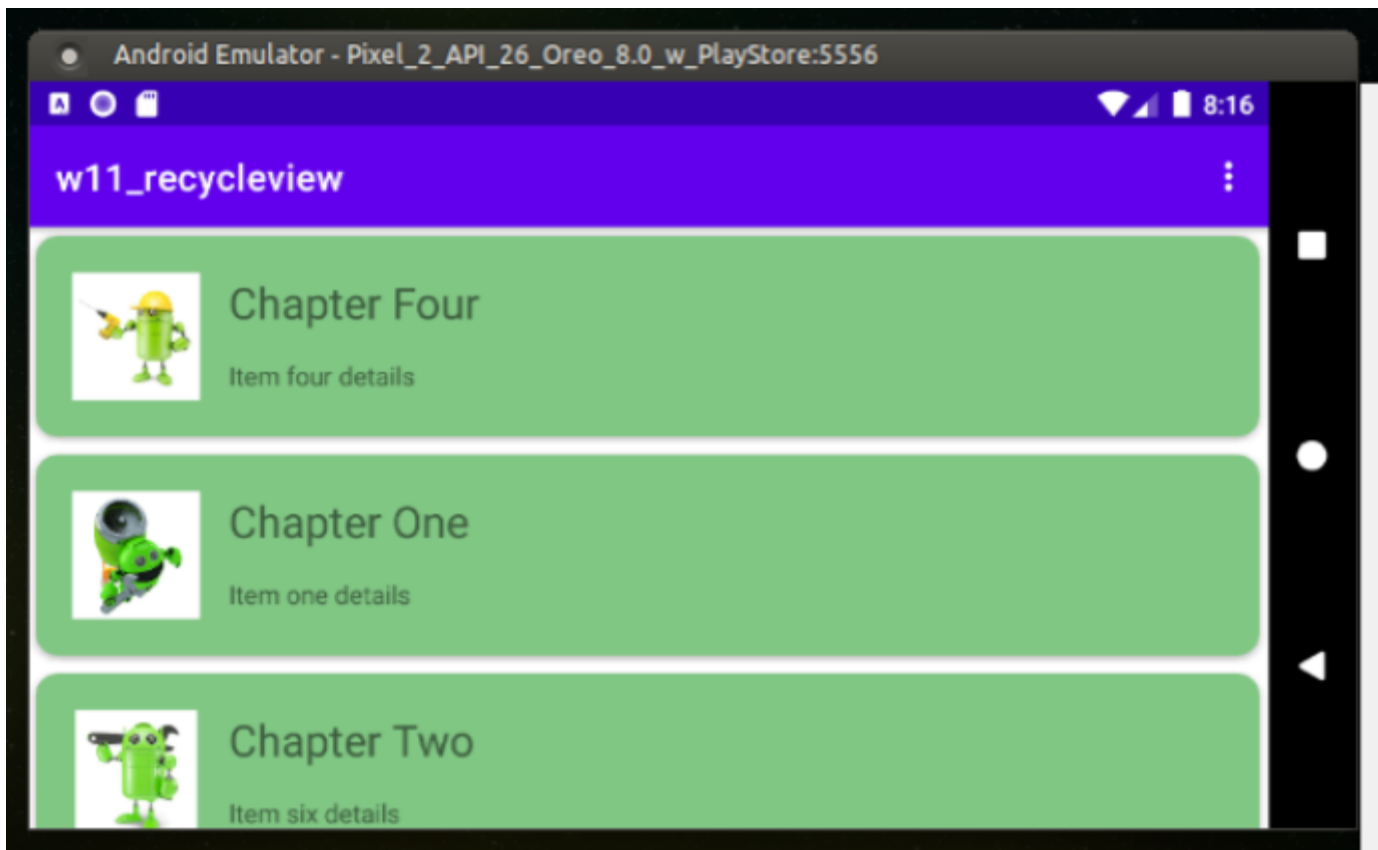 Android Emulator - Pixel_2_API_26_Oreo_8.0_w_PlayStore:5556
A 8:16
w11_recycleview
Chapter Four
Item four details
Chapter One
Item one details
Chapter Two
Item six details